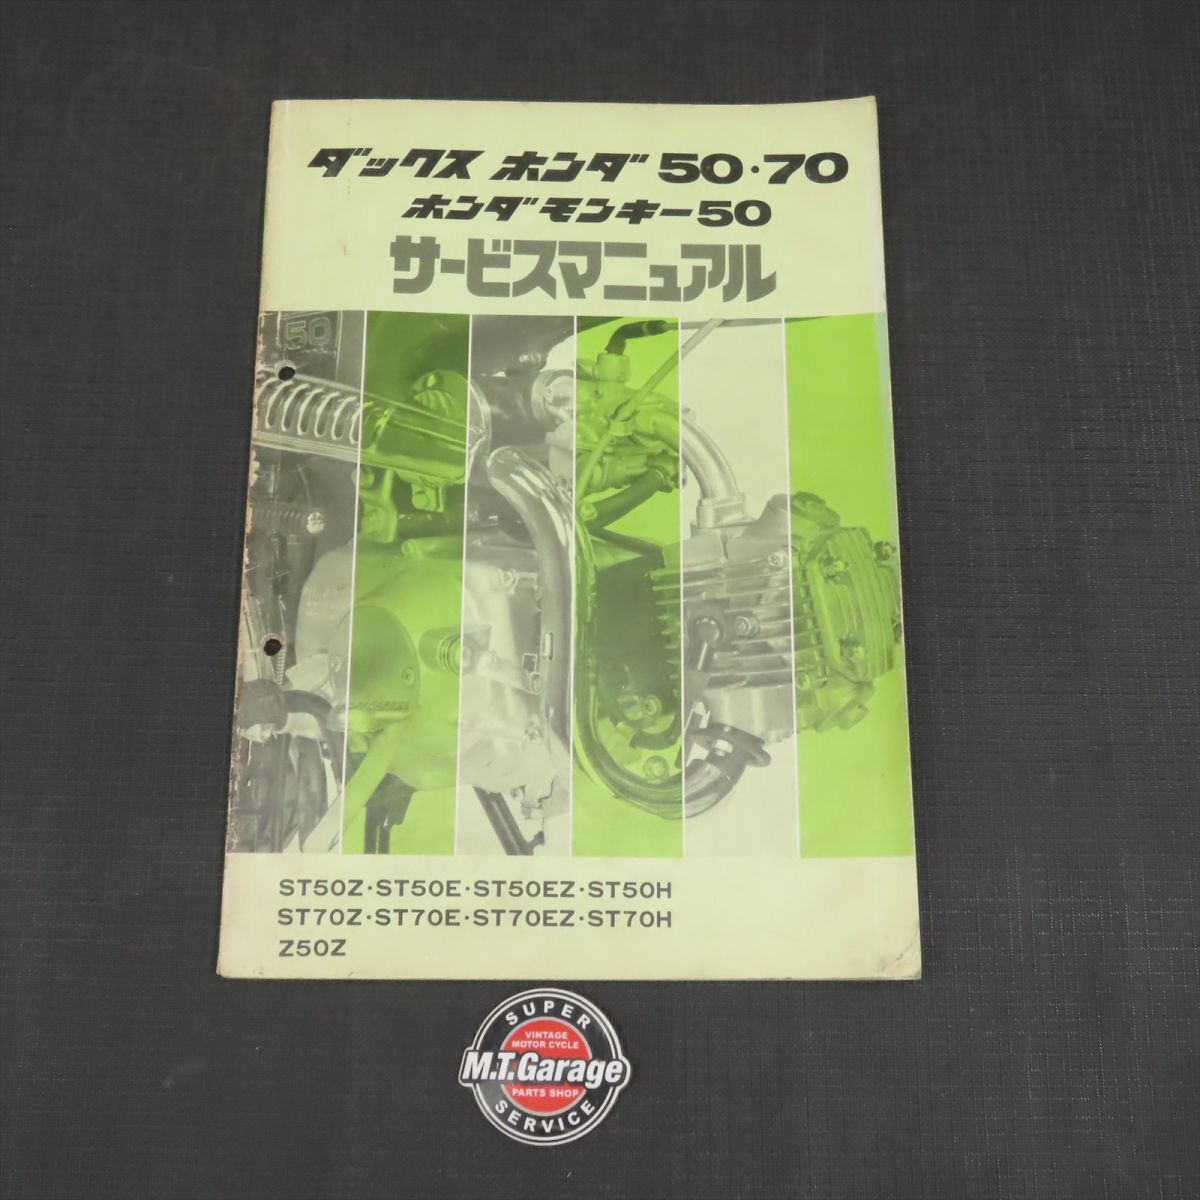 ダックス ホンダ 50・70
ホンダモンキー50
サービスマニュアル
50
ST50Z・ST50E・ST50EZ・ST50H
ST70Z・ST70E・ST70EZ・ST70H
Z50Z
SUPER
VINTAGE
MOTOR CYCLE
M.T.Garage
PARTS SHOP
SERVICE